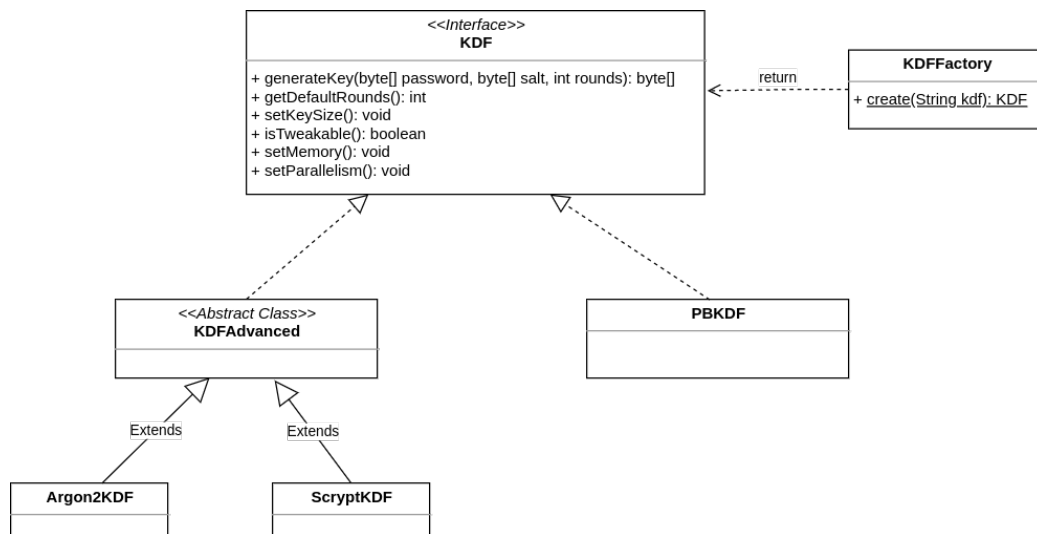 <<Interface>>
KDF
+ generateKey(byte[] password, byte[] salt, int rounds): byte[]
+ getDefaultRounds(): int
+ setKeySize(): void
+ isTweakable(): boolean
+ setMemory(): void
+ setParallelism(): void
return
KDFFactory
+ create(String kdf): KDF
<<Abstract Class>>
KDFAdvanced
PBKDF
Extends
Extends
Argon2KDF
ScryptKDF